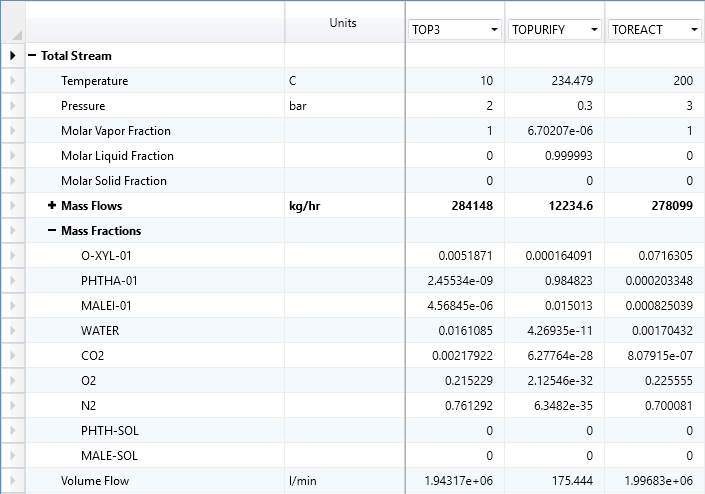 Units TOP3 TOPURIFY TOREACT
Total Stream
Temperature C 10 234.479 200
Pressure bar 2 0.3 3
Molar Vapor Fraction 1 6.70207e-06 1
Molar Liquid Fraction 0 0.999993 0
Molar Solid Fraction 0 0 0
Mass Flows kg/hr 284148 12234.6 278099
Mass Fractions
O-XYL-01 0.0051871 0.000164091 0.0716305
PHTHA-01 2.45534e-09 0.984823 0.000203348
MALEI-01 4.56845e-06 0.015013 0.000825039
WATER 0.0161085 4.26935e-11 0.00170432
CO2 0.00217922 6.27764e-28 8.07915e-07
O2 0.215229 2.12546e-32 0.225555
N2 0.761292 6.3482e-35 0.700081
PHTH-SOL 0 0 0
MALE-SOL 0 0 0
Volume Flow l/min 1.94317e+06 175.444 1.99683e+06